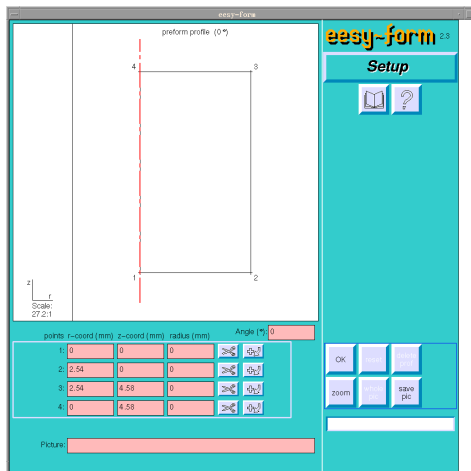 eesy-form
preform profile (0 °)
4
3
1
2
z
r
Scale:
27.2:1
eesy-form 2.3
Setup
?
Angle (°): 0
points r-coord (mm) z-coord (mm) radius (mm)
1: 0 0 0
2: 2.54 0 0
3: 2.54 4.58 0
4: 0 4.58 0
Picture:
OK
zoom
save
pic